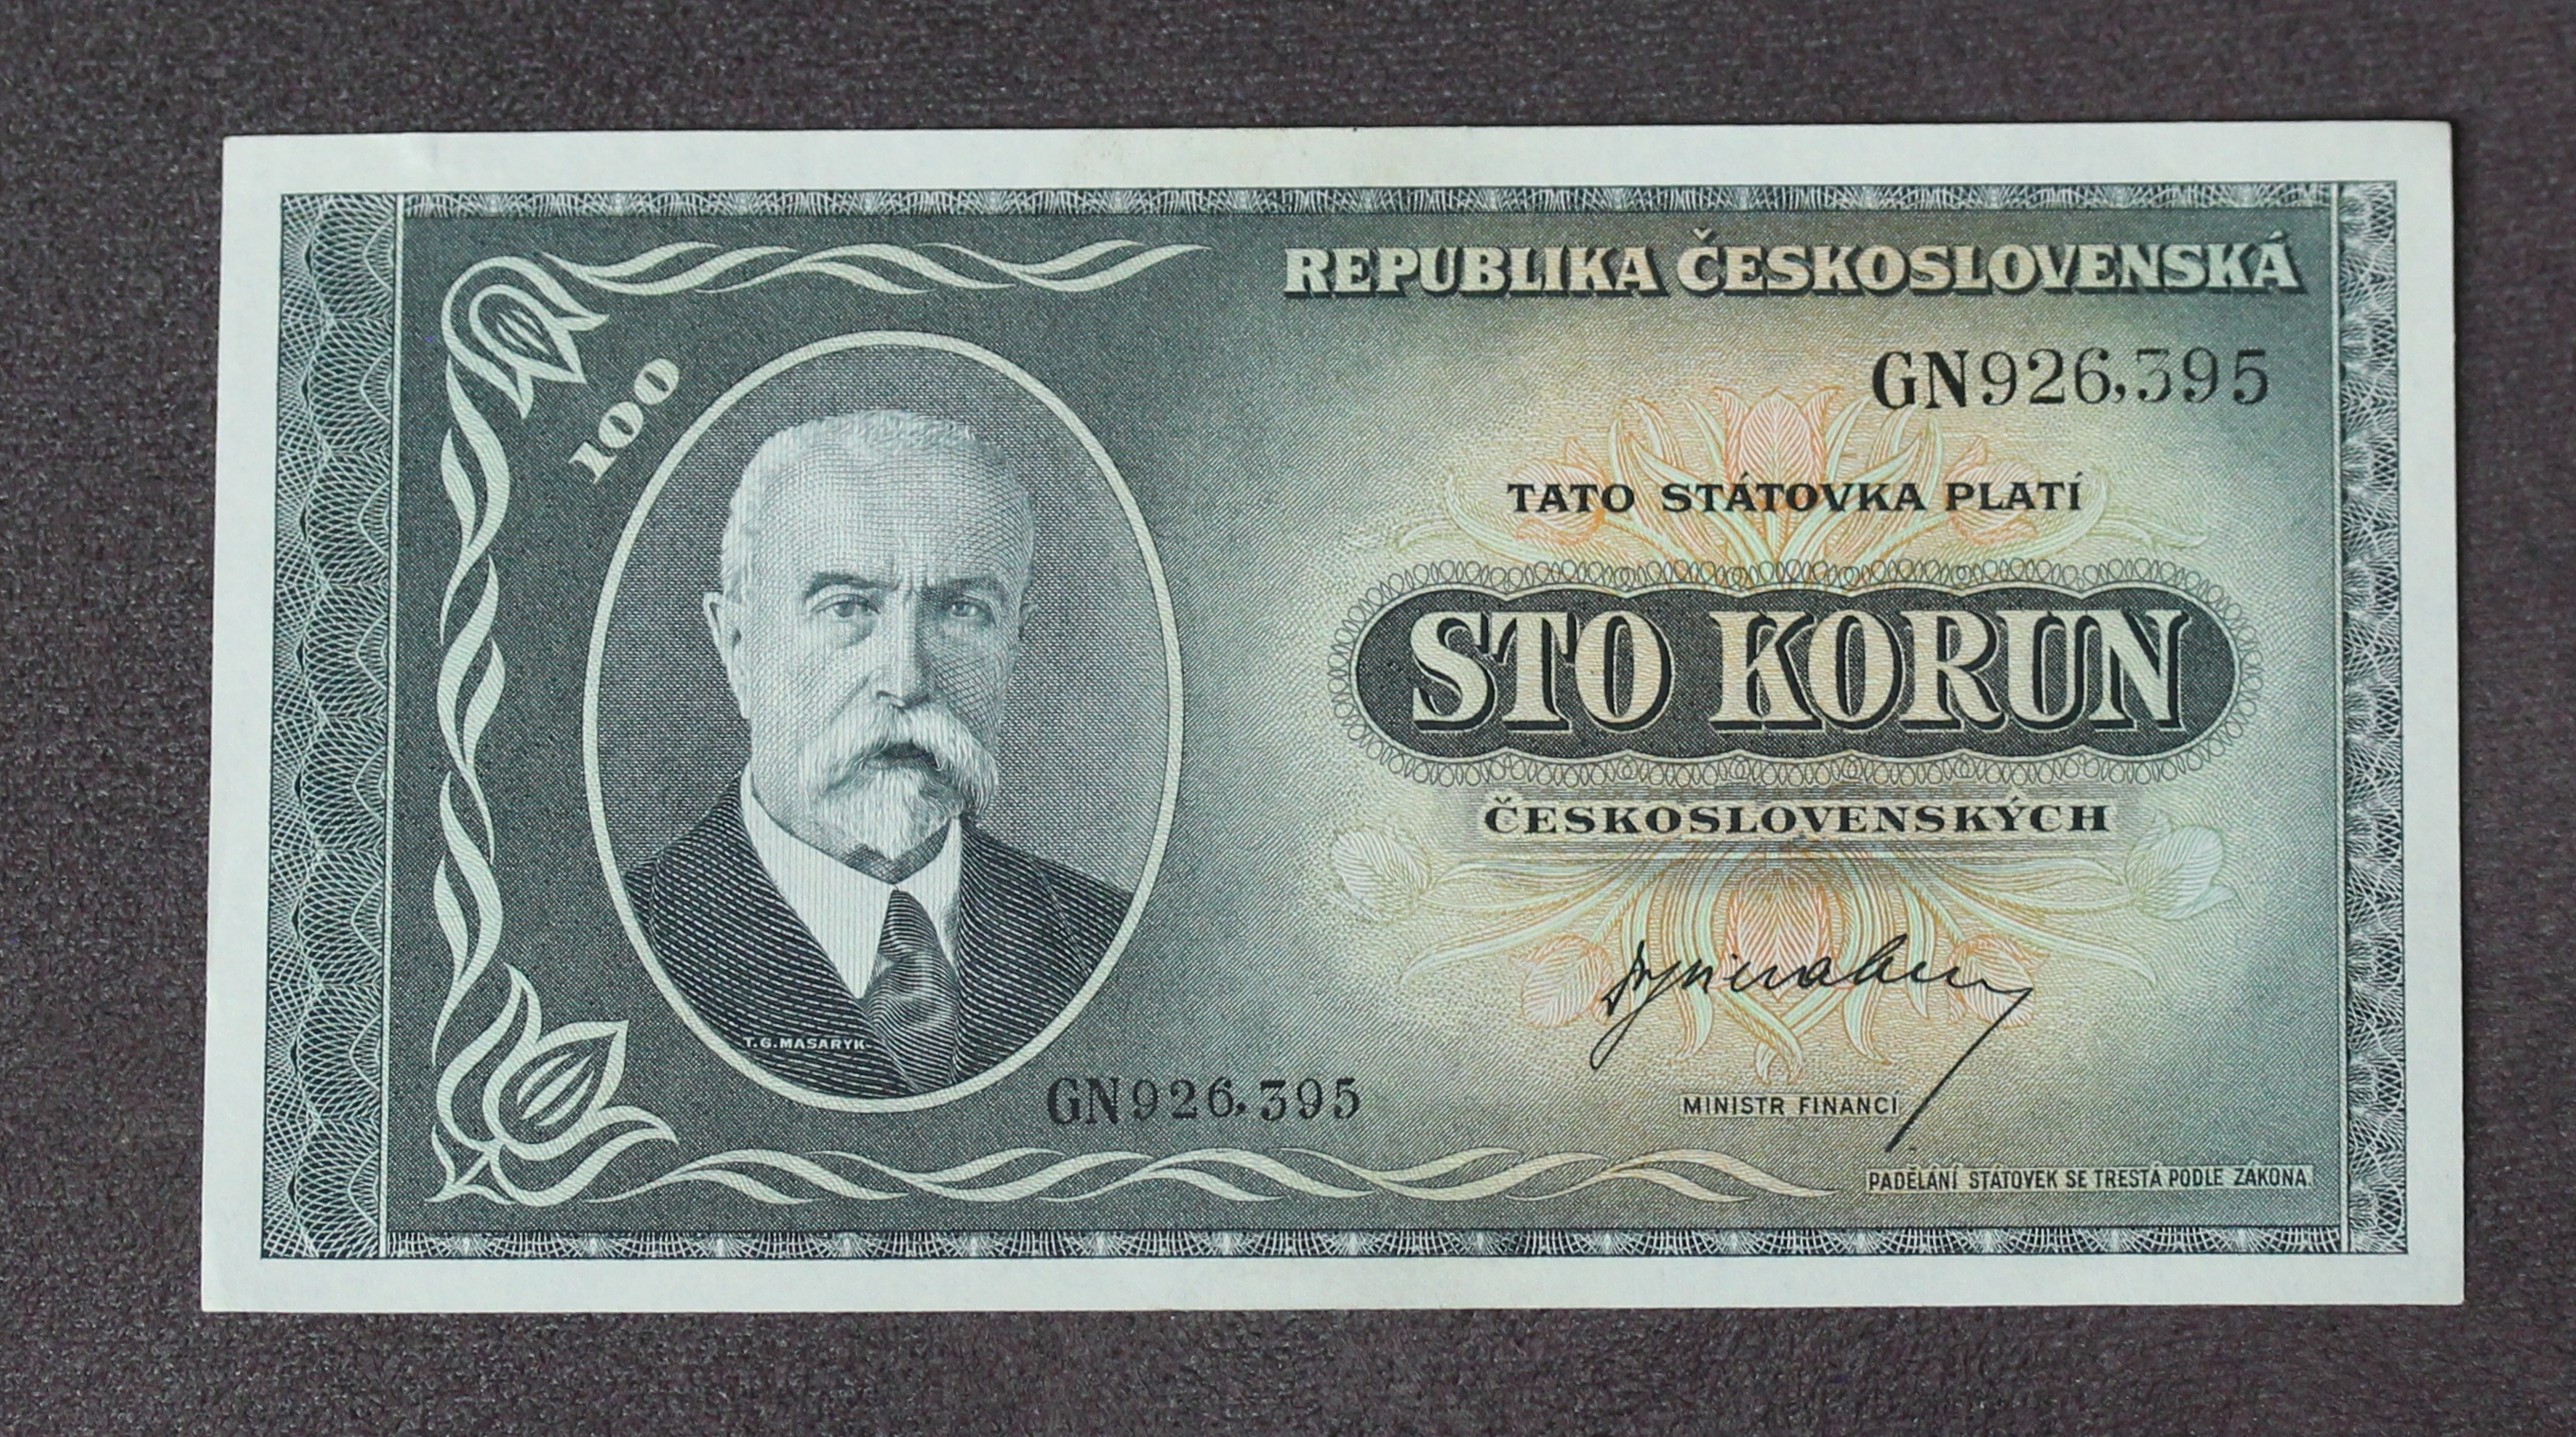 REPUBLIKA ČESKOSLOVENSKÁ
GN926,395
100
TATO STÁTOVKA PLATÍ
STO KORUN
ČESKOSLOVENSKÝCH
T.G.MASARYK
GN926,395
MINISTR FINANCÍ
PADĚLÁNÍ STÁTOVEK SE TRESTÁ PODLE ZÁKONA.